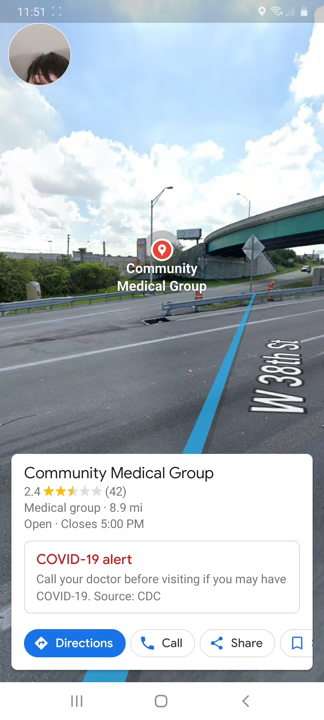 11:51
Community
Medical Group
W 38th St
Community Medical Group
2.4 (42)
Medical group · 8.9 mi
Open · Closes 5:00 PM
COVID-19 alert
Call your doctor before visiting if you may have
COVID-19. Source: CDC
Directions
Call
Share